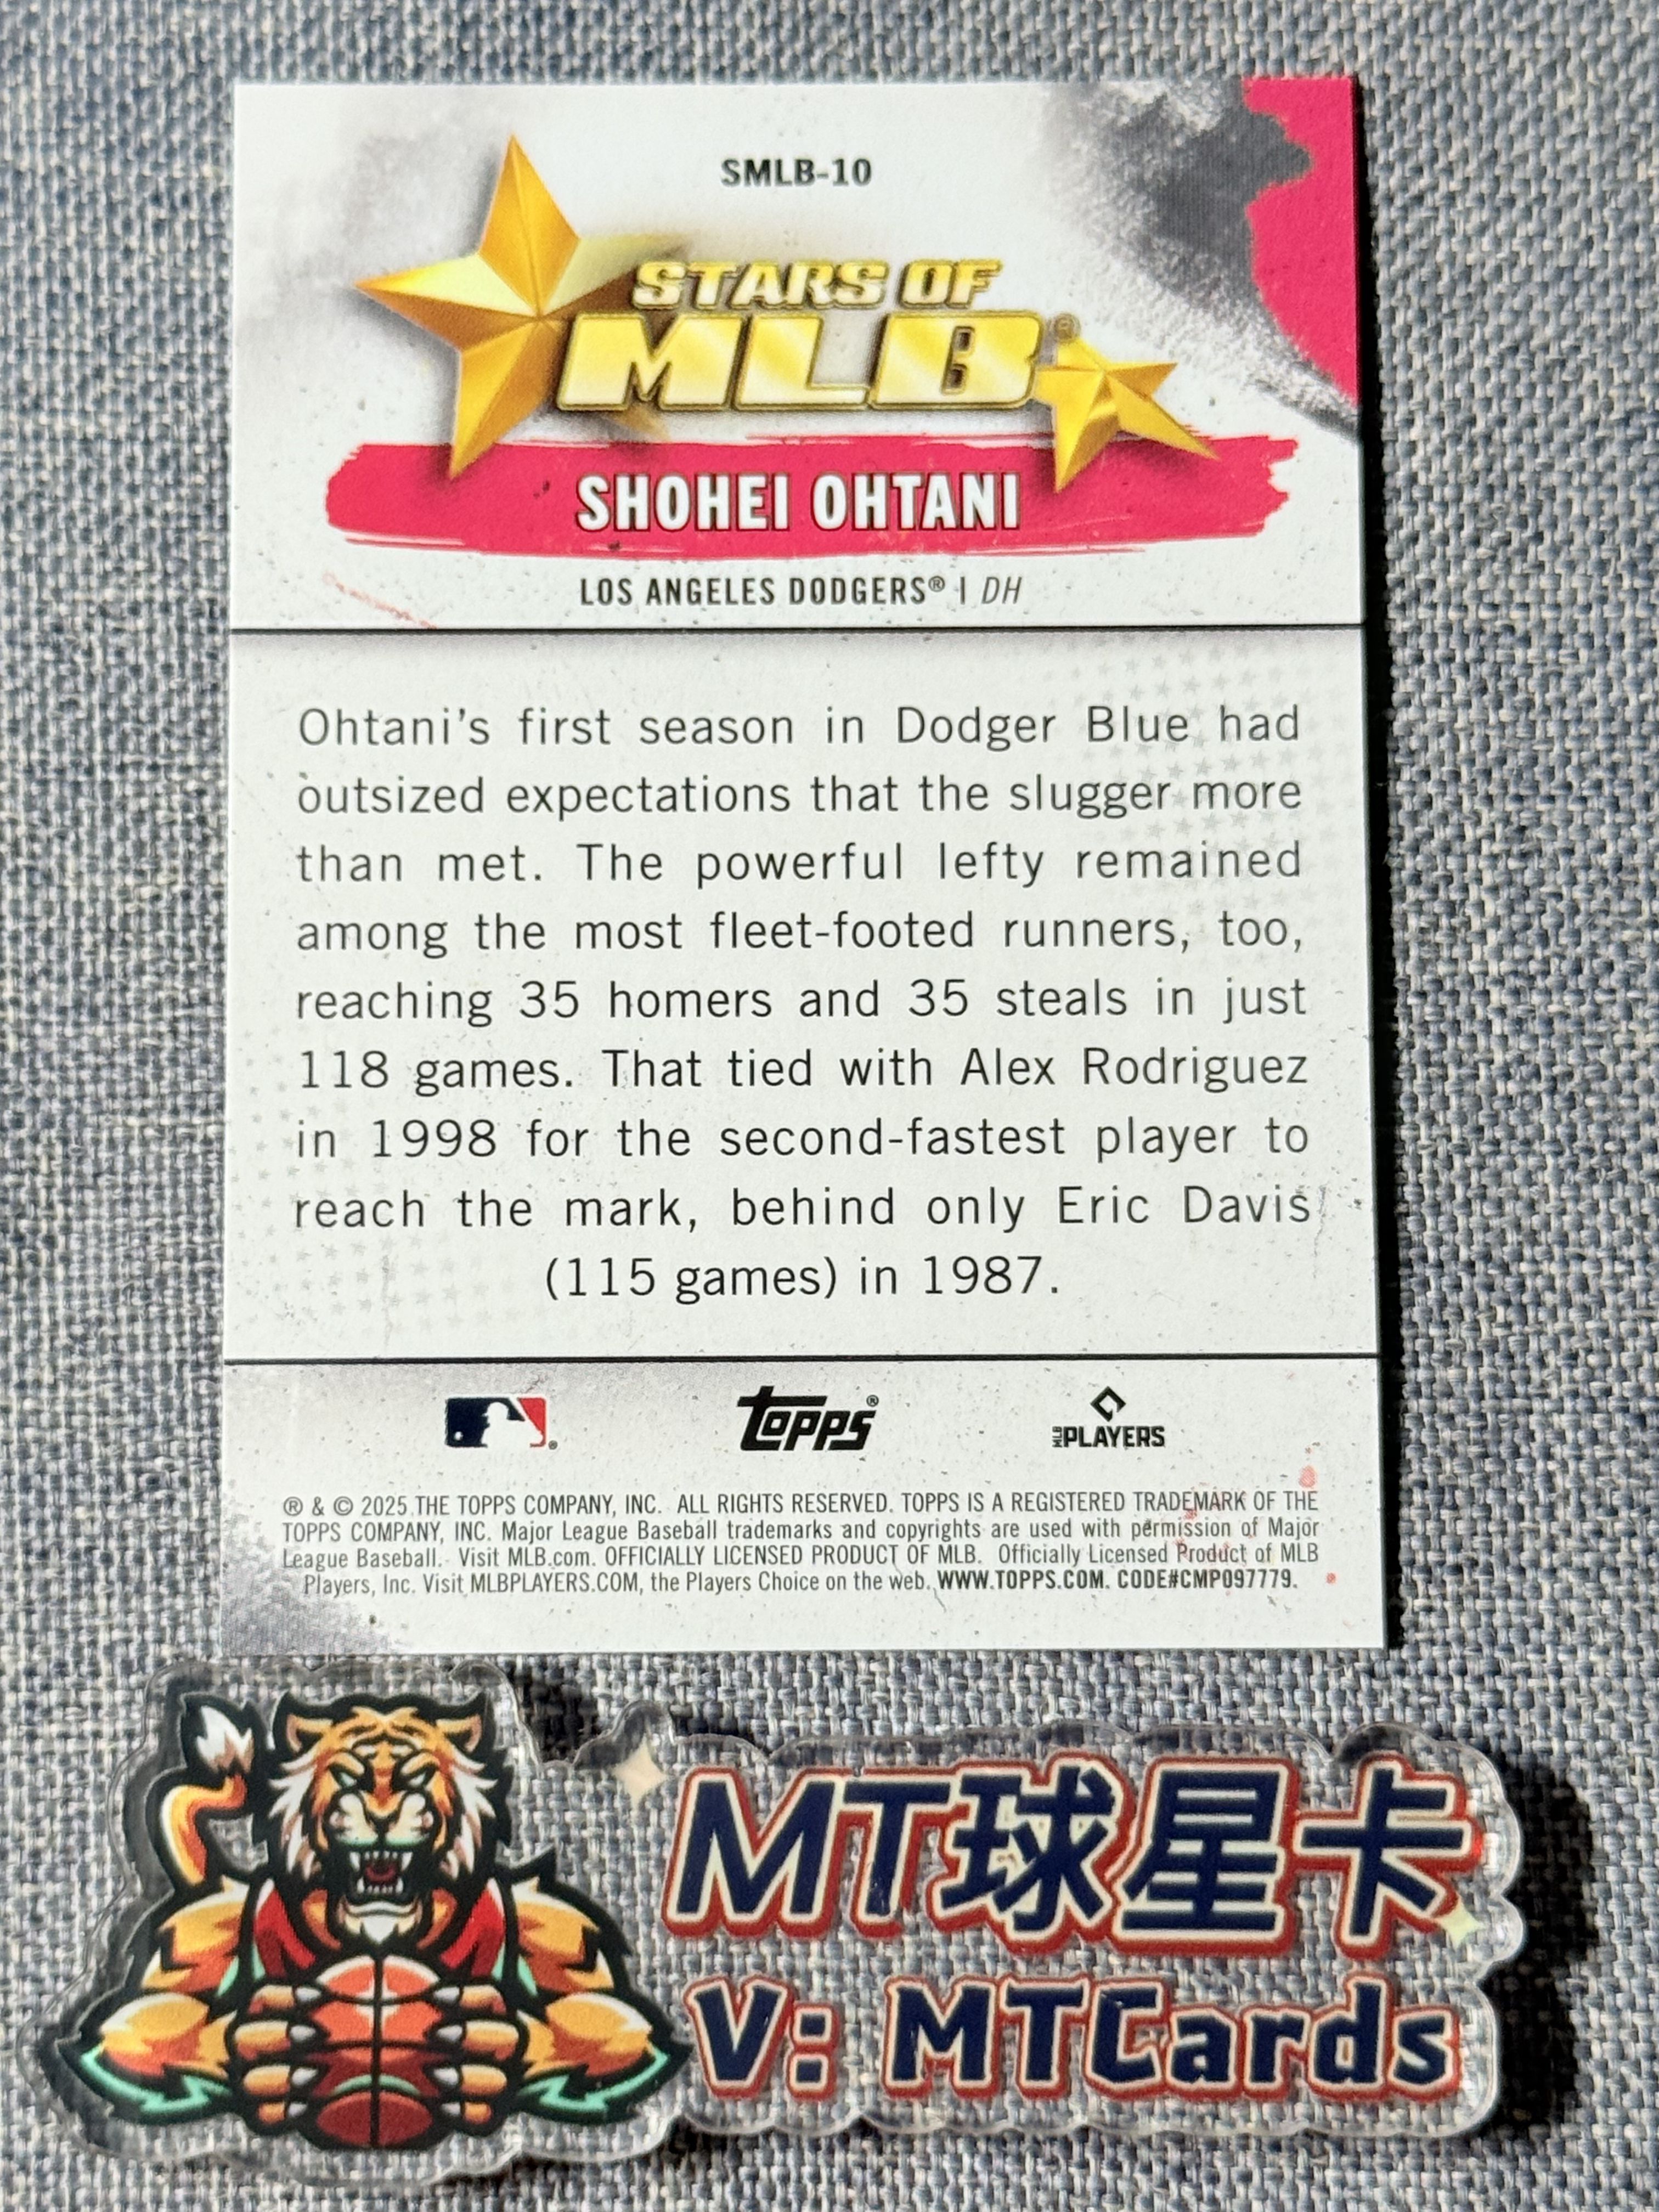 SMLB-10
STARS OF
MLB®
SHOHEI OHTANI
LOS ANGELES DODGERS® | DH
Ohtani's first season in Dodger Blue had
outsized expectations that the slugger more
than met. The powerful lefty remained
among the most fleet-footed runners, too,
reaching 35 homers and 35 steals in just
118 games. That tied with Alex Rodriguez
in 1998 for the second-fastest player to
reach the mark, behind only Eric Davis
(115 games) in 1987.
topps® MLB PLAYERS
® & © 2025 THE TOPPS COMPANY, INC. ALL RIGHTS RESERVED. TOPPS IS A REGISTERED TRADEMARK OF THE
TOPPS COMPANY, INC. Major League Baseball trademarks and copyrights are used with permission of Major
League Baseball. Visit MLB.com. OFFICIALLY LICENSED PRODUCT OF MLB. Officially Licensed Product of MLB
Players, Inc. Visit MLBPLAYERS.COM, the Players Choice on the web. WWW.TOPPS.COM. CODE#CMP097779.
MT球星卡
V: MTCards